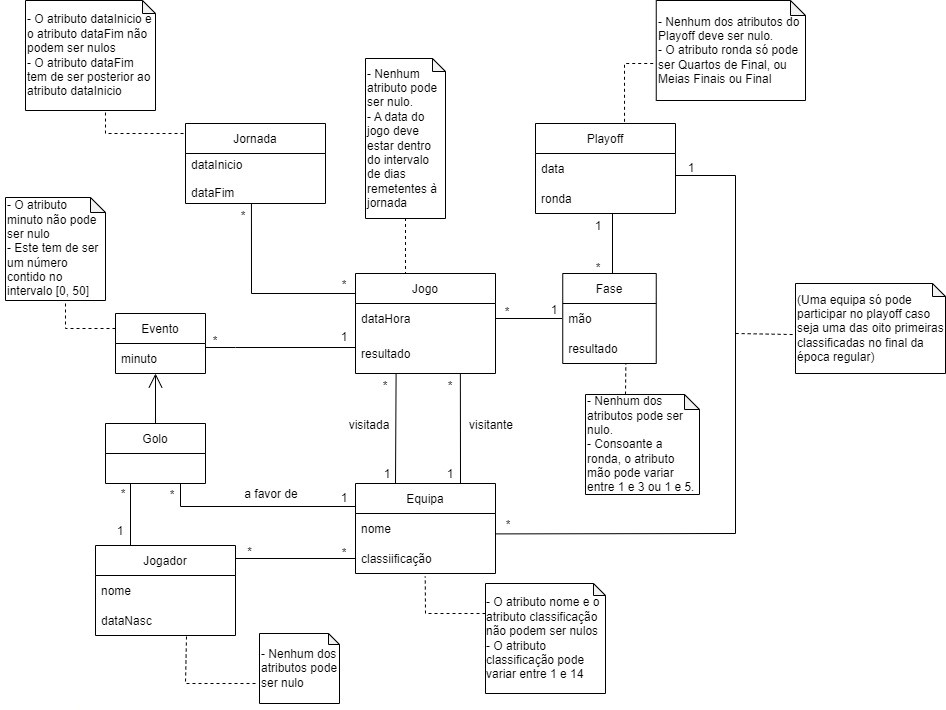 - O atributo dataInicio e
o atributo dataFim não
podem ser nulos
- O atributo dataFim
tem de ser posterior ao
atributo dataInicio
- Nenhum dos atributos do
Playoff deve ser nulo.
- O atributo ronda só pode
ser Quartos de Final, ou
Meias Finais ou Final
- Nenhum
atributo pode
ser nulo.
- A data do
jogo deve
estar dentro
do intervalo
de dias
remetentes à
jornada
Jornada
dataInicio
dataFim
*
*
Playoff
data
ronda
1
1
*
- O atributo
minuto não pode
ser nulo
- Este tem de ser
um número
contido no
intervalo [0, 50]
Jogo
dataHora
resultado
*
1
Fase
mão
resultado
(Uma equipa só pode
participar no playoff caso
seja uma das oito primeiras
classificadas no final da
época regular)
Evento
minuto
*
1
*
*
visitada
visitante
1
1
- Nenhum dos
atributos pode ser
nulo.
- Consoante a
ronda, o atributo
mão pode variar
entre 1 e 3 ou 1 e 5.
Golo
*
*
a favor de
1
1
Equipa
nome
classiificação
*
Jogador
nome
dataNasc
*
*
- Nenhum dos
atributos pode
ser nulo
- O atributo nome e o
atributo classificação
não podem ser nulos
- O atributo
classificação pode
variar entre 1 e 14